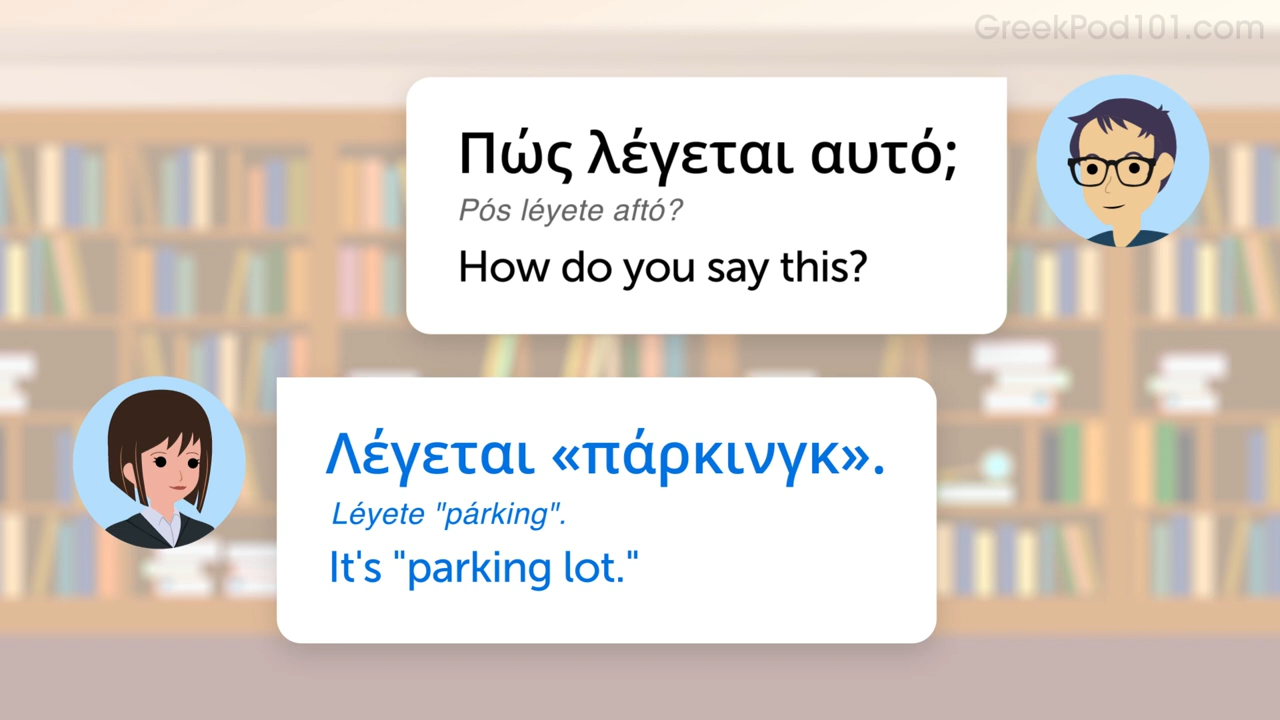 GreekPod101.com
Πώς λέγεται αυτό;
Pós léyete aftó?
How do you say this?
Λέγεται «πάρκινγκ».
Léyete "párking".
It's "parking lot."